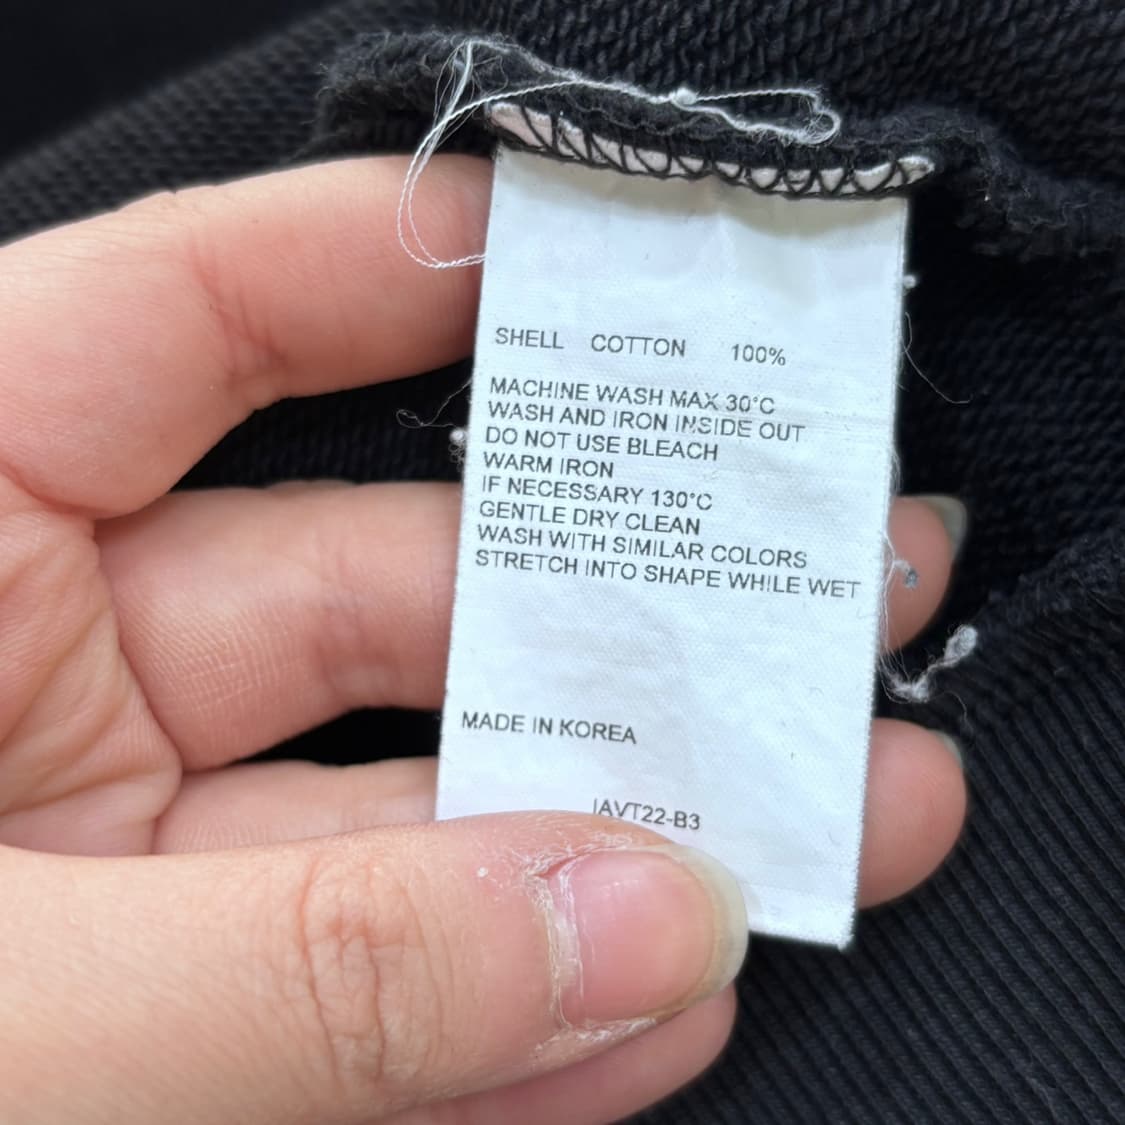 SHELL COTTON 100%
MACHINE WASH MAX 30°C
WASH AND IRON INSIDE OUT
DO NOT USE BLEACH
WARM IRON
IF NECESSARY 130°C
GENTLE DRY CLEAN
WASH WITH SIMILAR COLORS
STRETCH INTO SHAPE WHILE WET
MADE IN KOREA
IAVT22-B3